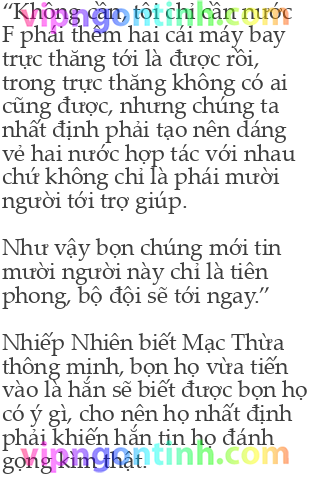 “Không cần, tôi chỉ cần nước
F phái thêm hai cái máy bay
trực thăng tới là được rồi,
trong trực thăng không có ai
cũng được, nhưng chúng ta
nhất định phải tạo nên dáng
vẻ hai nước hợp tác với nhau
chứ không chỉ là phái mười
người tới trợ giúp.
Như vậy bọn chúng mới tin
mười người này chỉ là tiên
phong, bộ đội sẽ tới ngay.”
Nhiếp Nhiên biết Mạc Thừa
thông minh, bọn họ vừa tiến
vào là hắn sẽ biết được bọn họ
có ý gì, cho nên họ nhất định
phải khiến hắn tin họ đánh
gọng kìm thật.
vipngontinh.com
vipngontinh.com